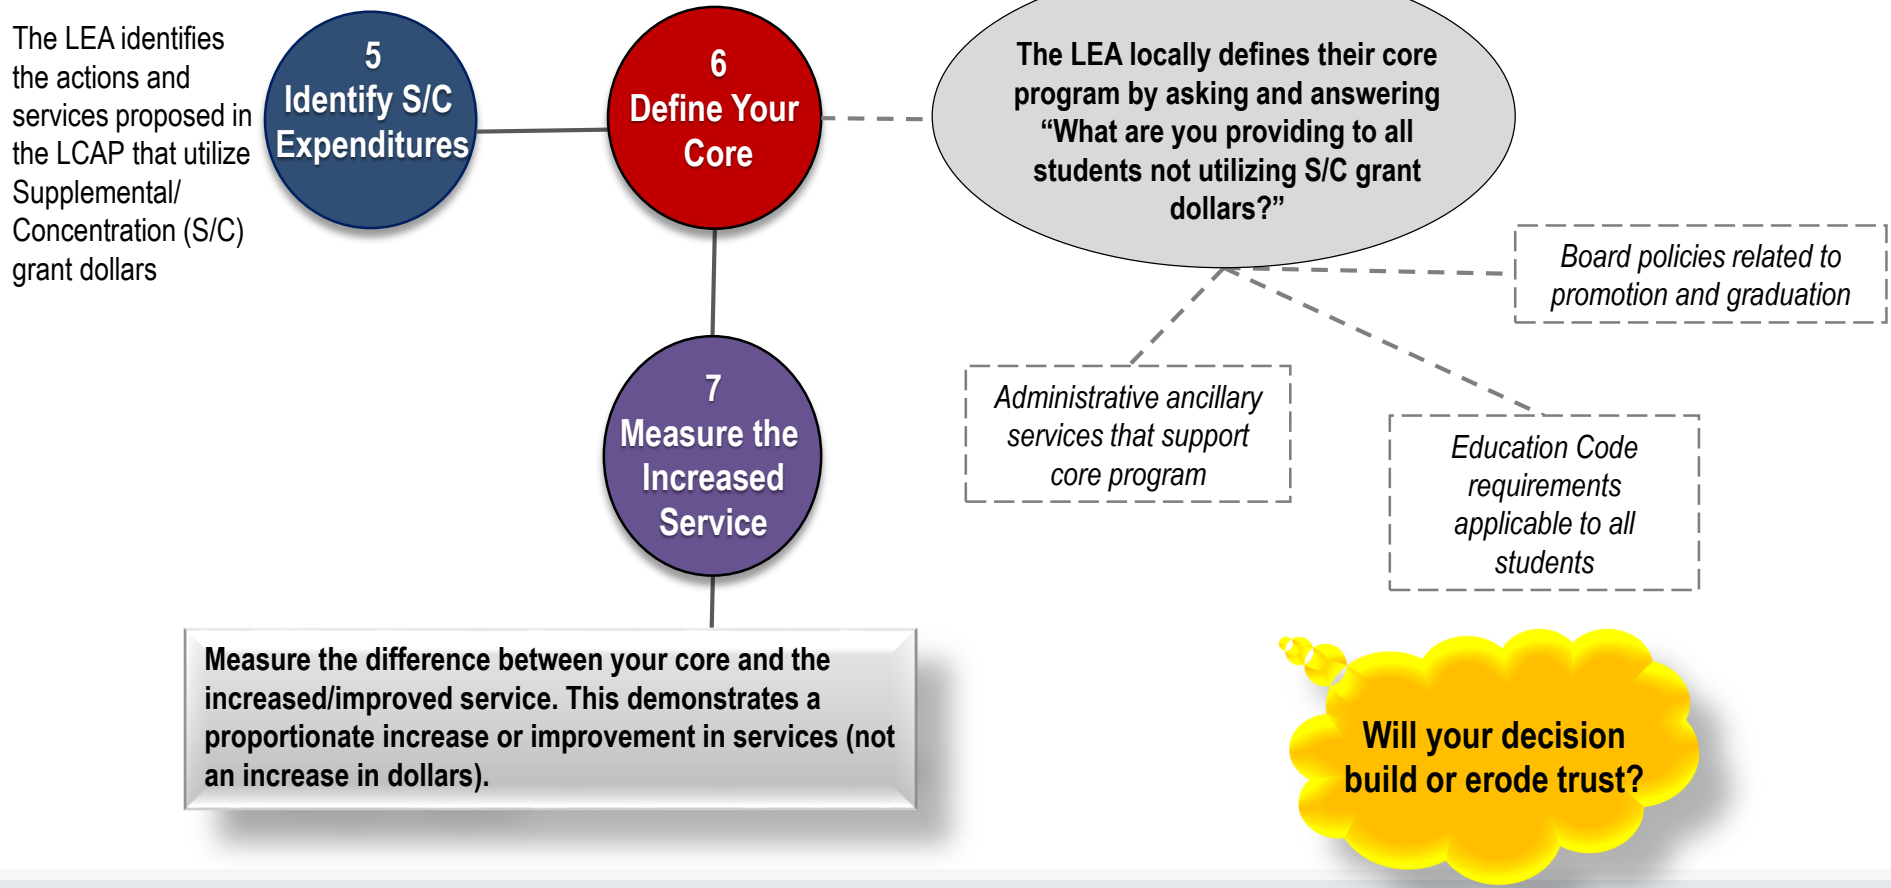 The LEA identifies
the actions and
services proposed in
the LCAP that utilize
Supplemental/
Concentration (S/C)
grant dollars
5
Identify S/C
Expenditures
6
Define Your
Core
The LEA locally defines their core
program by asking and answering
“What are you providing to all
students not utilizing S/C grant
dollars?”
Board policies related to
promotion and graduation
Administrative ancillary
services that support
core program
Education Code
requirements
applicable to all
students
7
Measure the
Increased
Service
Measure the difference between your core and the
increased/improved service. This demonstrates a
proportionate increase or improvement in services (not
an increase in dollars).
Will your decision
build or erode trust?